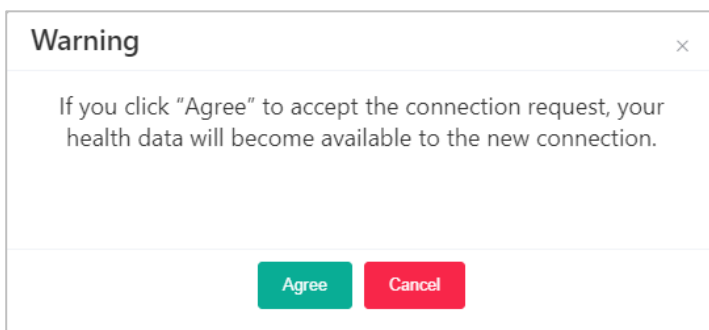 Warning
×
If you click “Agree” to accept the connection request, your
health data will become available to the new connection.
Agree
Cancel